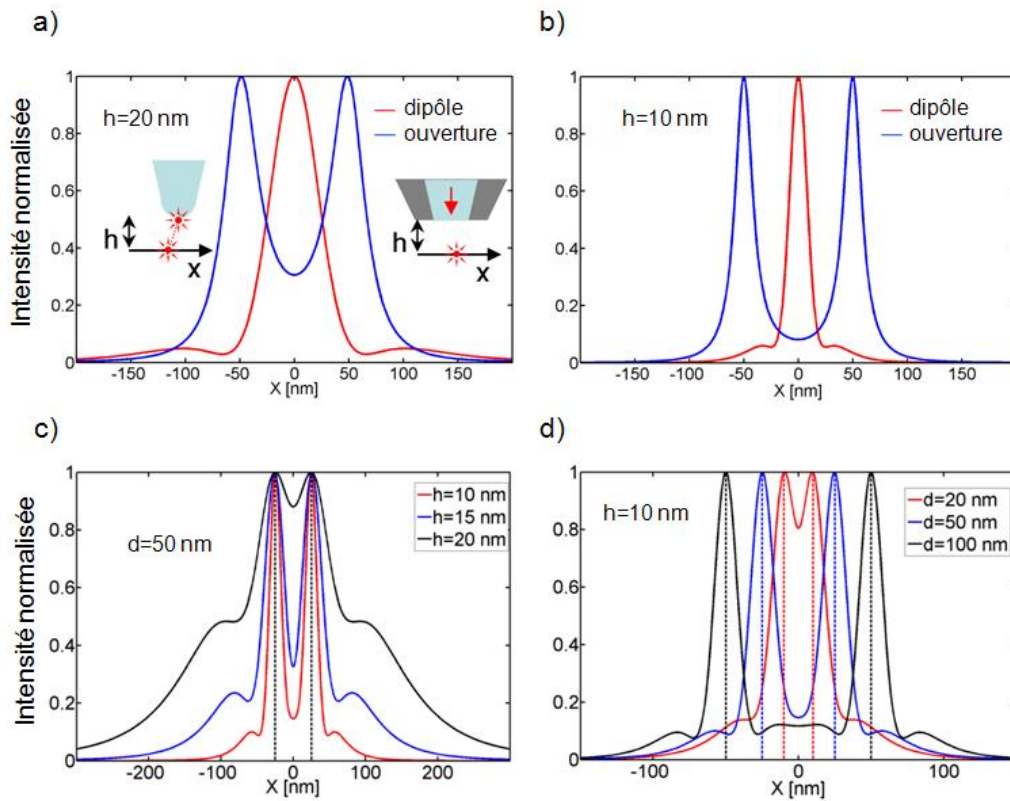 a)
b)
Intensité normalisée
1
0.8
0.6
0.4
0.2
0
h=20 nm
dipôle
ouverture
h
X
h
X
-150
-100
-50
0
50
100
150
X [nm]
1
0.8
0.6
0.4
0.2
0
h=10 nm
dipôle
ouverture
-150
-100
-50
0
50
100
150
X [nm]
c)
d)
Intensité normalisée
1
0.8
0.6
0.4
0.2
0
d=50 nm
h=10 nm
h=15 nm
h=20 nm
-200
-100
0
100
200
X [nm]
1
0.8
0.6
0.4
0.2
0
h=10 nm
d=20 nm
d=50 nm
d=100 nm
-100
0
100
X [nm]